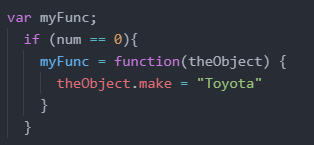 var myFunc;
  if (num == 0){
    myFunc = function(theObject) {
      theObject.make = "Toyota"
    }
  }